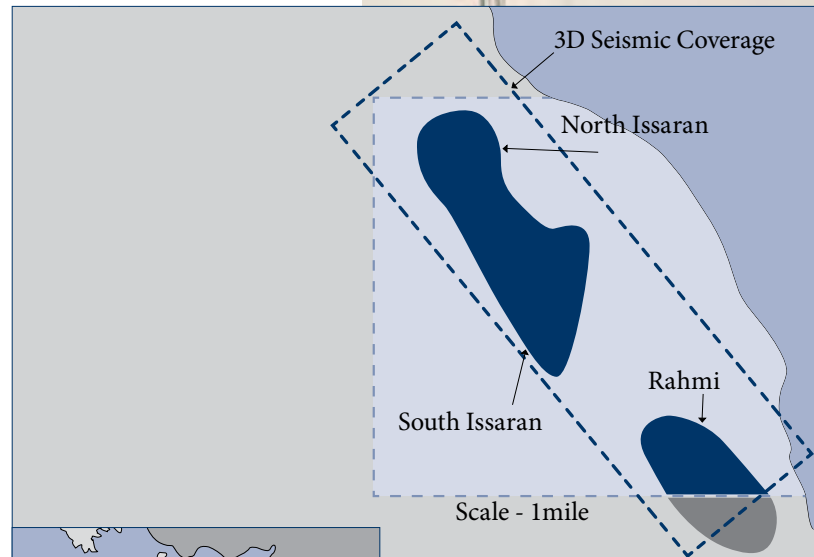 3D Seismic Coverage
North Issaran
Rahmi
South Issaran
Scale - 1mile